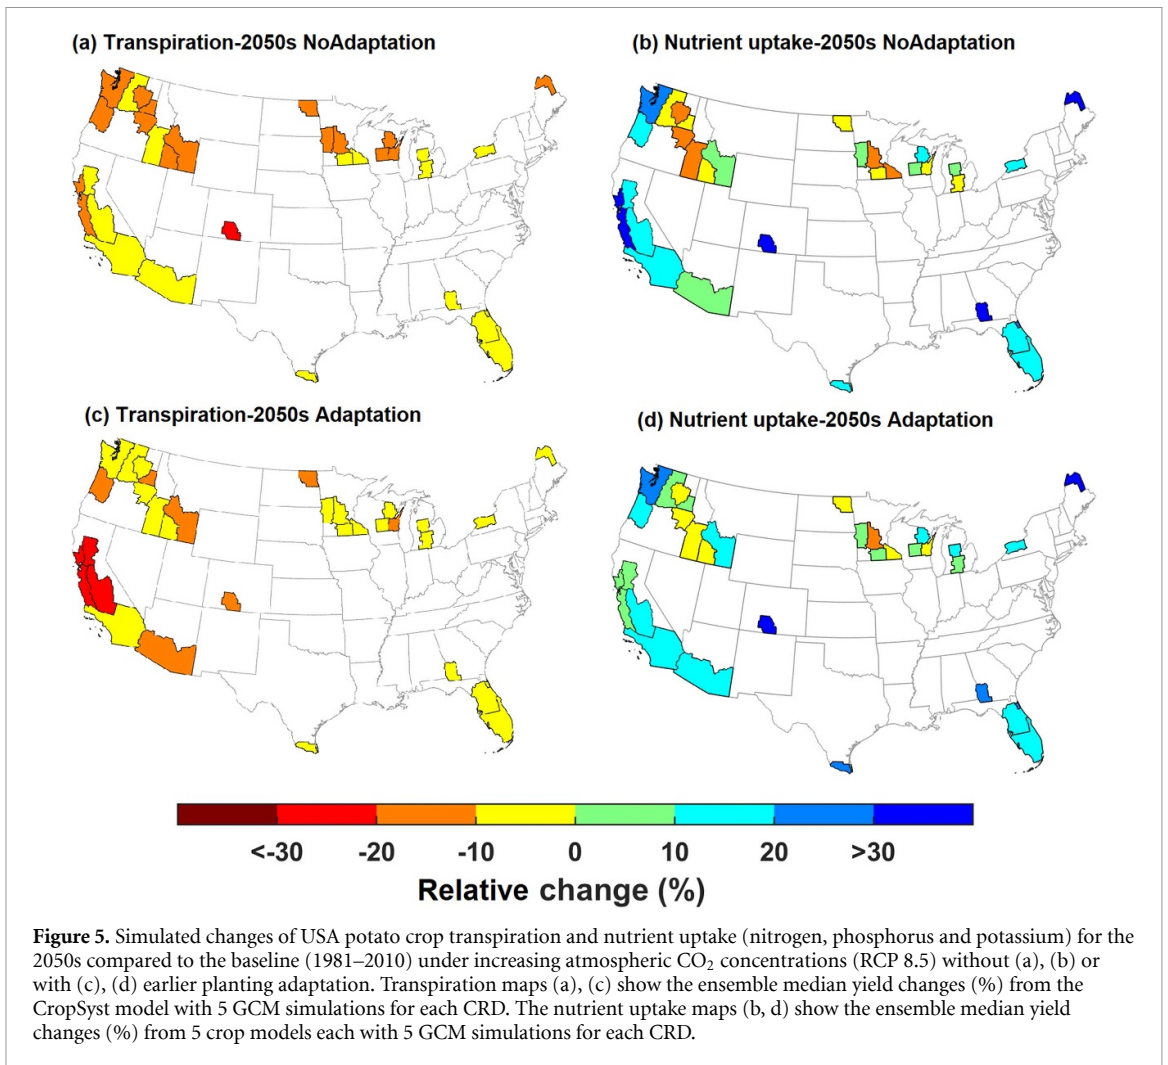 (a) Transpiration-2050s NoAdaptation
(b) Nutrient uptake-2050s NoAdaptation
(c) Transpiration-2050s Adaptation
(d) Nutrient uptake-2050s Adaptation
<-30 -20 -10 0 10 20 >30
Relative change (%)
Figure 5. Simulated changes of USA potato crop transpiration and nutrient uptake (nitrogen, phosphorus and potassium) for the
2050s compared to the baseline (1981–2010) under increasing atmospheric CO₂ concentrations (RCP 8.5) without (a), (b) or
with (c), (d) earlier planting adaptation. Transpiration maps (a), (c) show the ensemble median yield changes (%) from the
CropSyst model with 5 GCM simulations for each CRD. The nutrient uptake maps (b, d) show the ensemble median yield
changes (%) from 5 crop models each with 5 GCM simulations for each CRD.